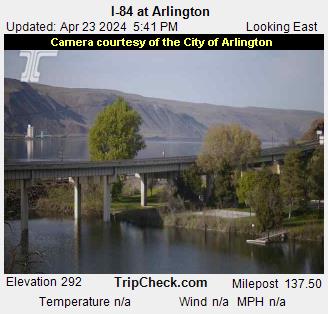 I-84 at Arlington
Updated: Apr 23 2024 5:41 PM Looking East
Camera courtesy of the City of Arlington
Elevation 292 TripCheck.com Milepost 137.50
Temperature n/a Wind n/a MPH n/a